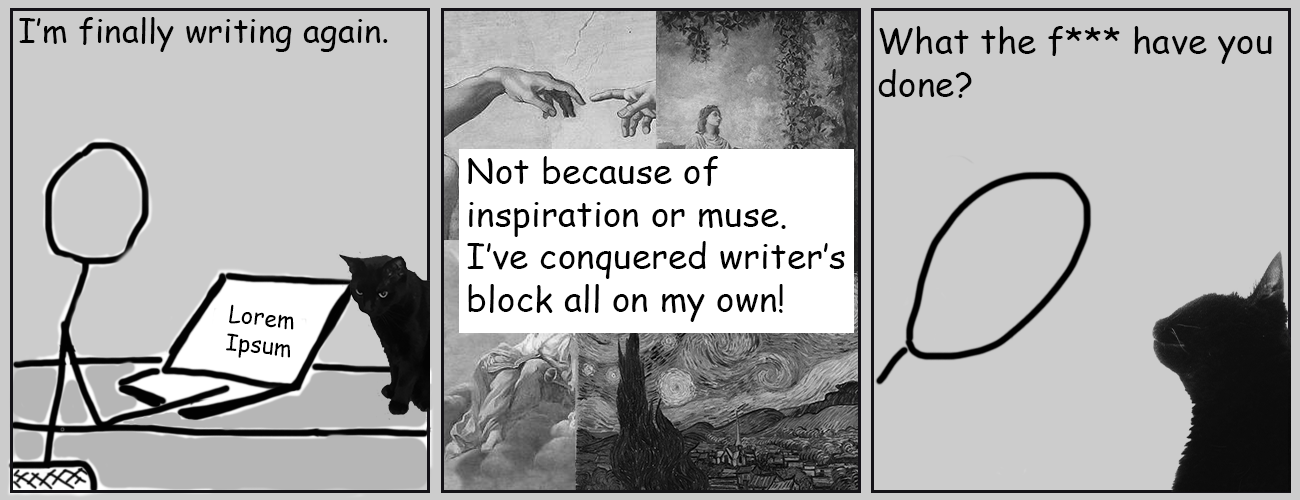 I'm finally writing again.
Lorem
Ipsum
Not because of
inspiration or muse.
I've conquered writer's
block all on my own!
What the f*** have you
done?